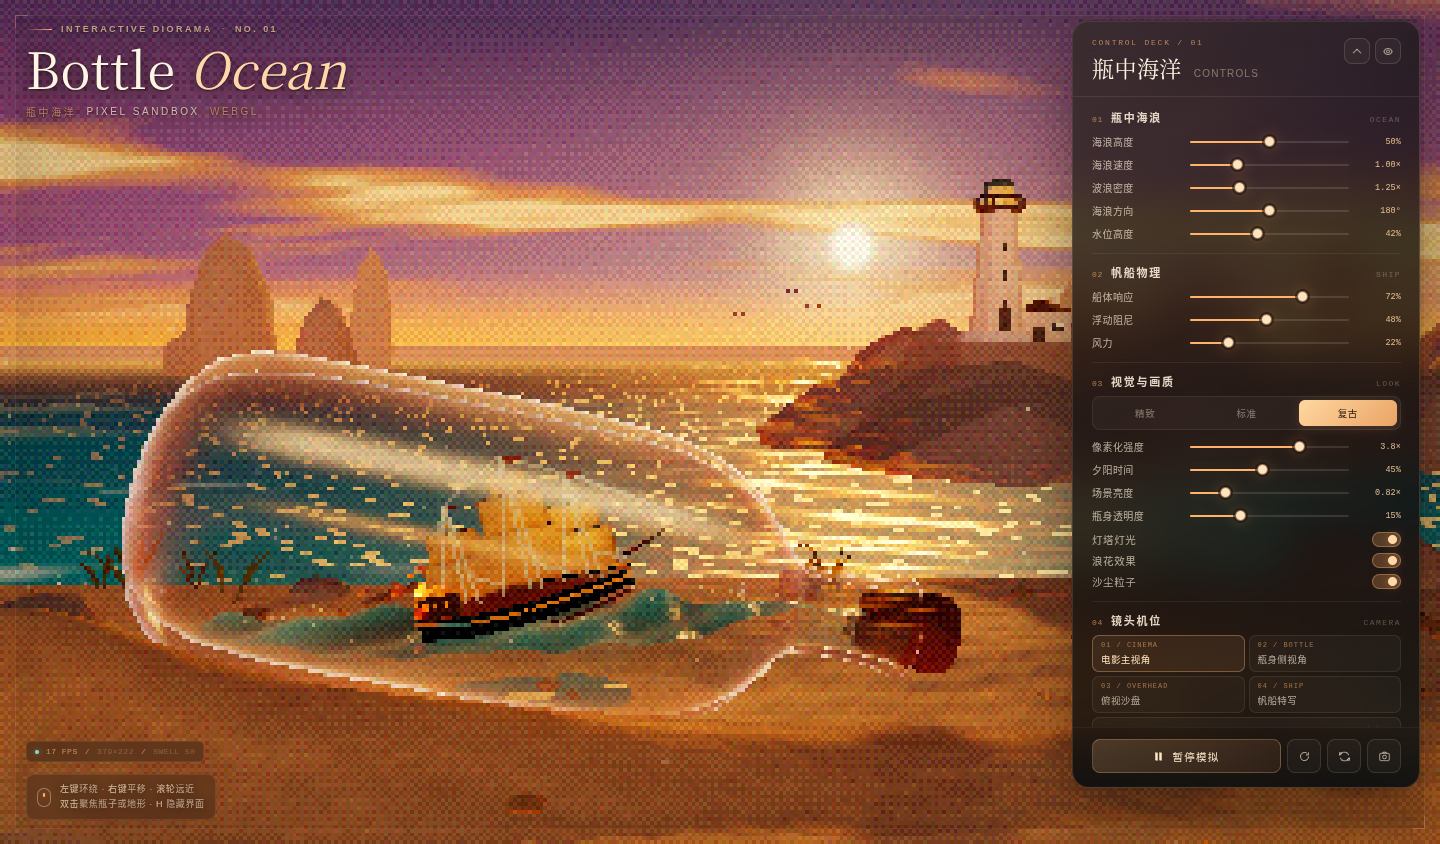 INTERACTIVE DIORAMA · NO. 01
Bottle Ocean
瓶中海洋 PIXEL SANDBOX WEBGL
CONTROL DECK / 01
瓶中海洋 CONTROLS
01 瓶中海浪 OCEAN
海浪高度 50%
海浪速度 1.00×
波浪密度 1.25×
海浪方向 180°
水位高度 42%
02 帆船物理 SHIP
船体响应 72%
浮动阻尼 48%
风力 22%
03 视觉与画质 LOOK
精致 标准 复古
像素化强度 3.8×
夕阳时间 45%
场景亮度 0.82×
瓶身透明度 15%
灯塔灯光
浪花效果
沙尘粒子
04 镜头机位 CAMERA
01 / CINEMA
电影主视角
02 / BOTTLE
瓶身侧视角
03 / OVERHEAD
俯视沙盘
04 / SHIP
帆船特写
暂停模拟
17 FPS / 379×222 / SWELL 50
左键环绕 · 右键平移 · 滚轮远近
双击聚焦瓶子或地形 · H 隐藏界面